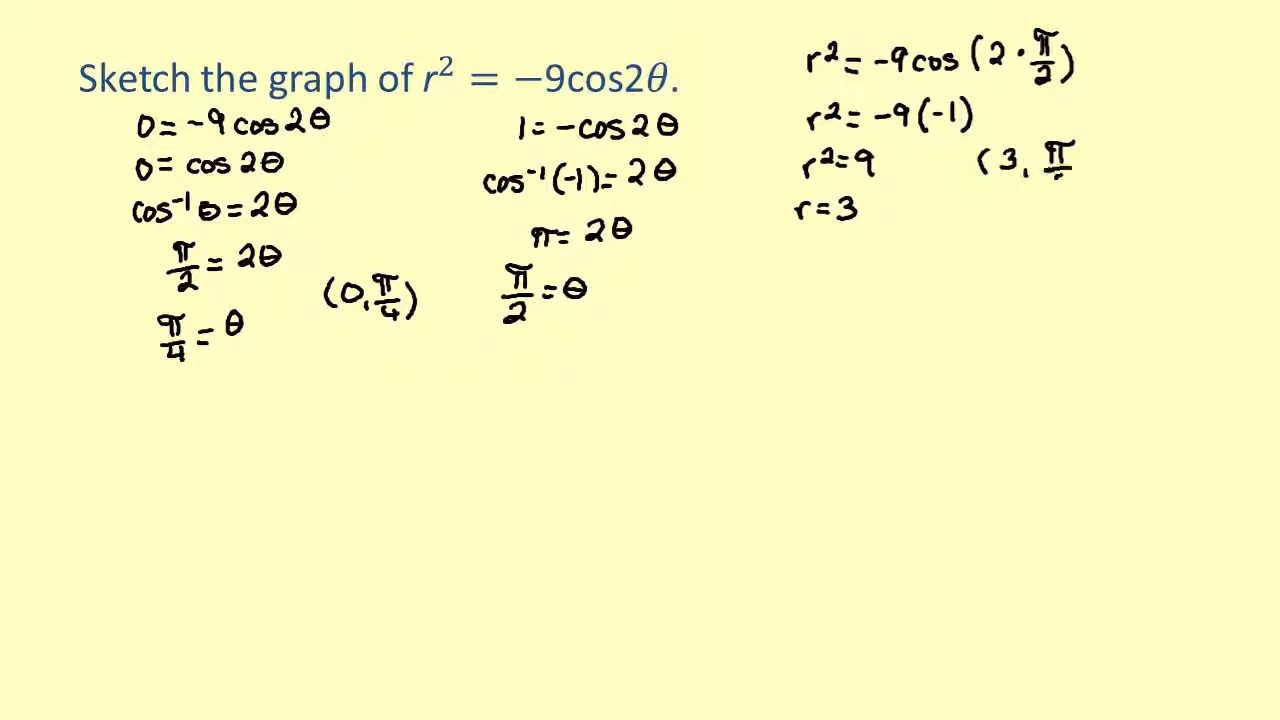 Sketch the graph of r² = −9cos2θ.
0 = -9 cos 2θ
0 = cos 2θ
cos⁻¹ 0 = 2θ
π/2 = 2θ
π/4 = θ
(0, π/4)
1 = -cos 2θ
cos⁻¹(-1) = 2θ
π = 2θ
π/2 = θ
r² = -9cos(2 · π/2)
r² = -9(-1)
r² = 9
r = 3
(3, π/